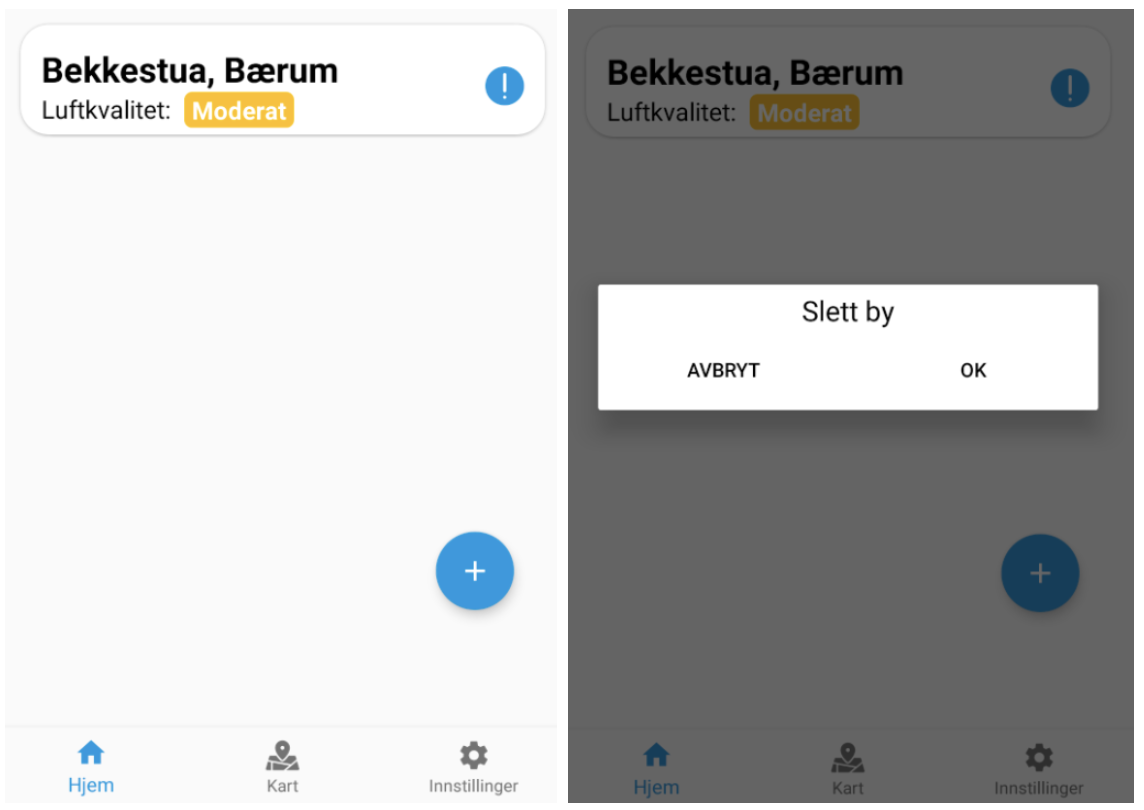 Bekkestua, Bærum
Luftkvalitet: Moderat
Hjem
Kart
Innstillinger
Bekkestua, Bærum
Luftkvalitet: Moderat
Slett by
AVBRYT OK
Hjem
Kart
Innstillinger